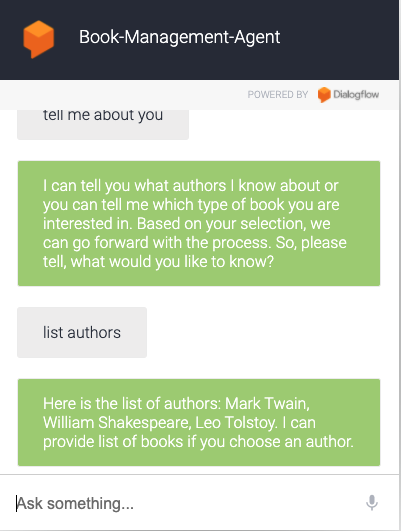 Book-Management-Agent
POWERED BY Dialogflow
tell me about you
I can tell you what authors I know about or
you can tell me which type of book you are
interested in. Based on your selection, we
can go forward with the process. So, please
tell, what would you like to know?
list authors
Here is the list of authors: Mark Twain,
William Shakespeare, Leo Tolstoy. I can
provide list of books if you choose an author.
Ask something...